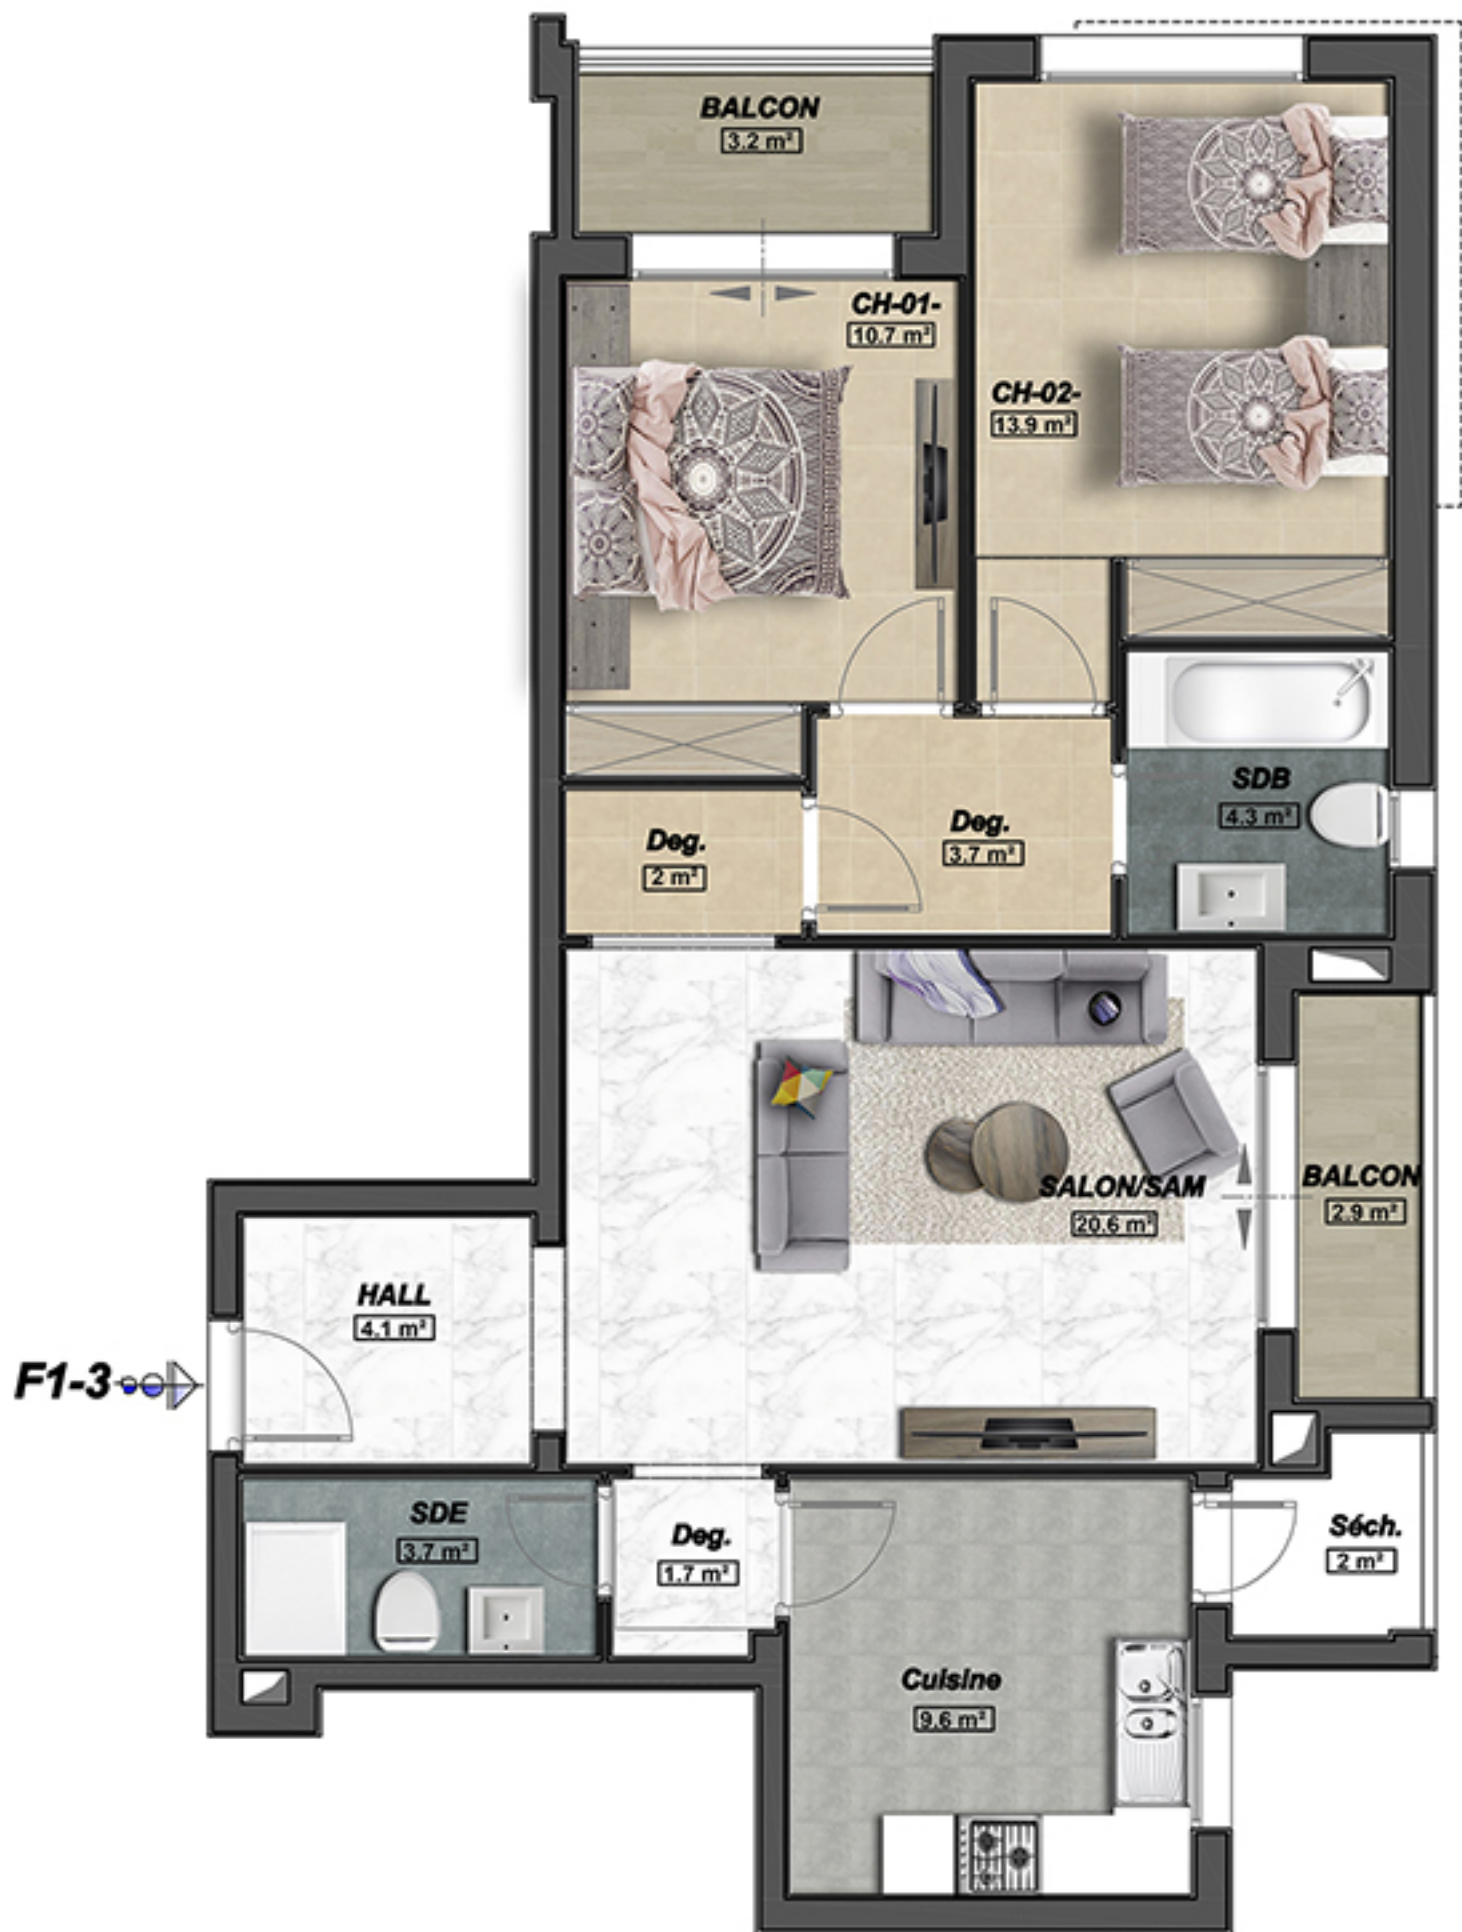 BALCON
3.2 m²
CH-01-
10.7 m²
CH-02-
13.9 m²
SDB
4.3 m²
Deg.
2 m²
Deg.
3.7 m²
SALON/SAM
20.6 m²
BALCON
2.9 m²
HALL
4.1 m²
F1-3
SDE
3.7 m²
Deg.
1.7 m²
Séch.
2 m²
Cuisine
9.6 m²